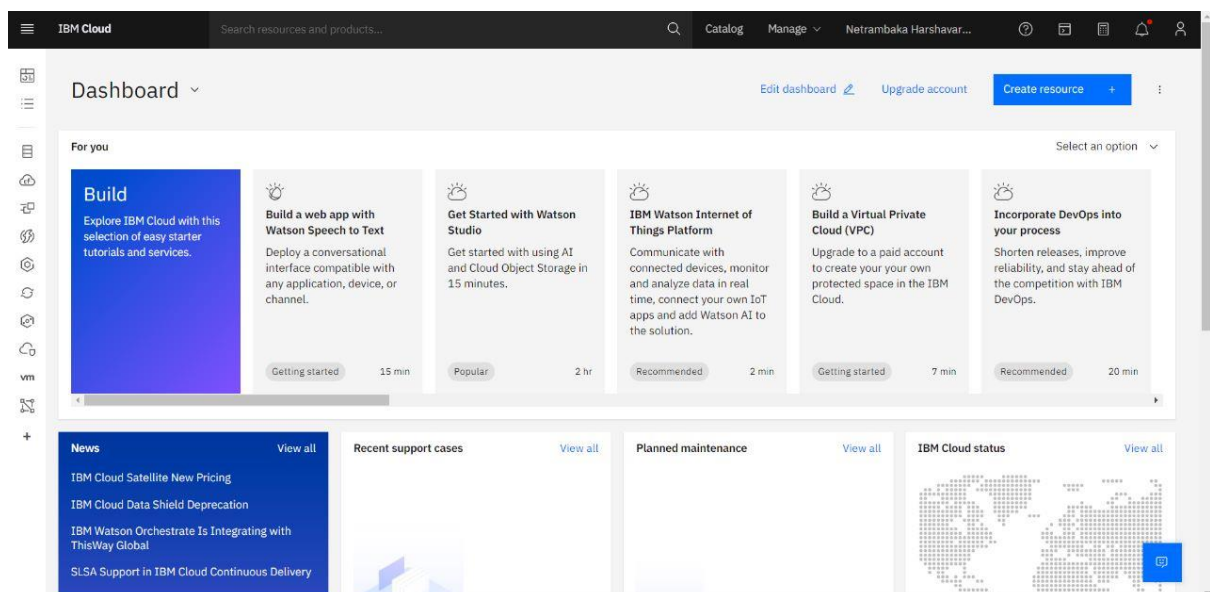 IBM Cloud
Search resources and products...
Catalog
Manage
Netrambaka Harshavar...
Dashboard
Edit dashboard
Upgrade account
Create resource +
For you
Select an option
Build
Explore IBM Cloud with this
selection of easy starter
tutorials and services.
Build a web app with
Watson Speech to Text
Deploy a conversational
interface compatible with
any application, device, or
channel.
Getting started
15 min
Get Started with Watson
Studio
Get started with using AI
and Cloud Object Storage in
15 minutes.
Popular
2 hr
IBM Watson Internet of
Things Platform
Communicate with
connected devices, monitor
and analyze data in real
time, connect your own IoT
apps and add Watson AI to
the solution.
Recommended
2 min
Build a Virtual Private
Cloud (VPC)
Upgrade to a paid account
to create your your own
protected space in the IBM
Cloud.
Getting started
7 min
Incorporate DevOps into
your process
Shorten releases, improve
reliability, and stay ahead of
the competition with IBM
DevOps.
Recommended
20 min
vm
News
View all
IBM Cloud Satellite New Pricing
IBM Cloud Data Shield Deprecation
IBM Watson Orchestrate Is Integrating with
ThisWay Global
SLSA Support in IBM Cloud Continuous Delivery
Recent support cases
View all
Planned maintenance
View all
IBM Cloud status
View all